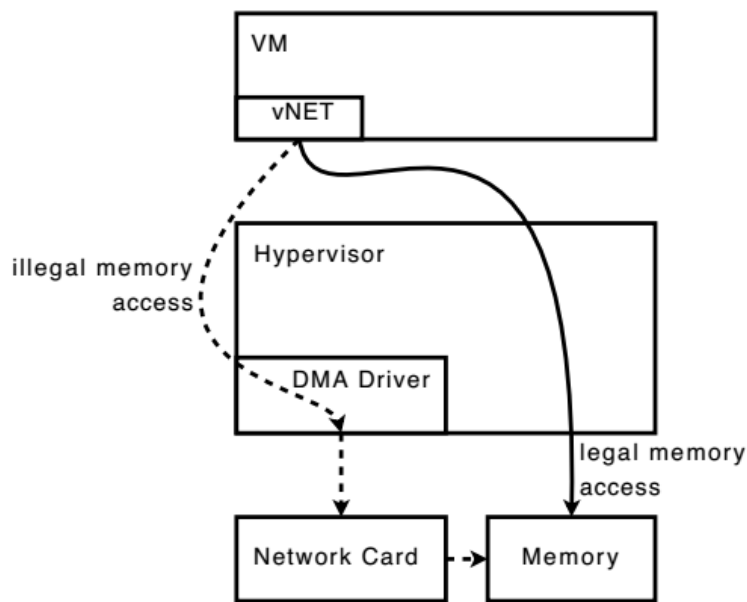 VM
vNET
Hypervisor
illegal memory
access
DMA Driver
legal memory
access
Network Card
Memory